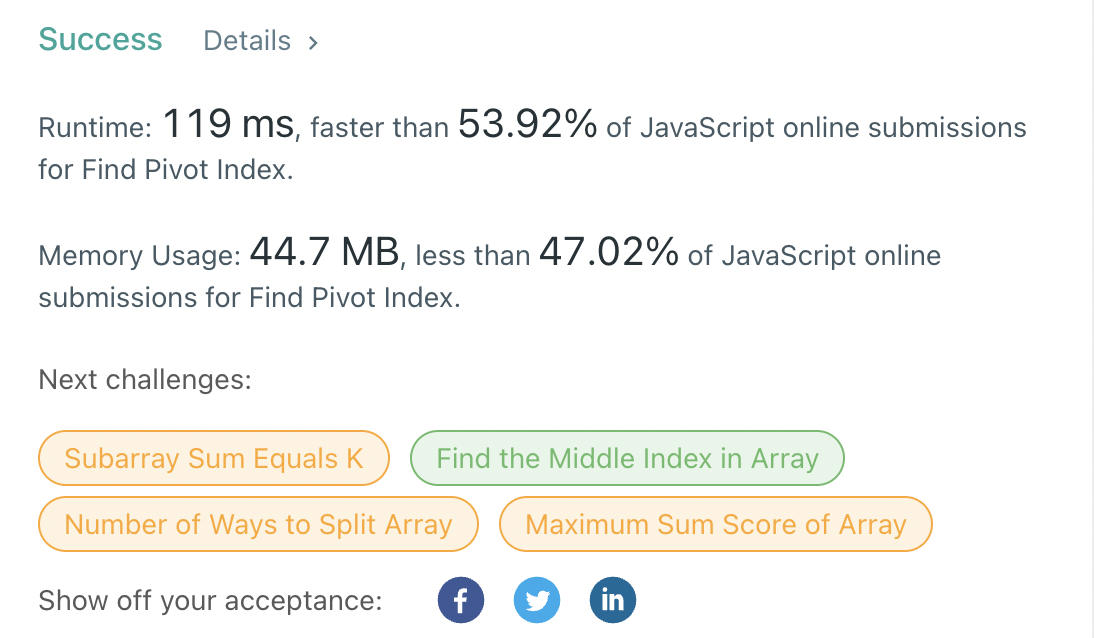 Success Details >
Runtime: 119 ms, faster than 53.92% of JavaScript online submissions
for Find Pivot Index.
Memory Usage: 44.7 MB, less than 47.02% of JavaScript online
submissions for Find Pivot Index.
Next challenges:
Subarray Sum Equals K Find the Middle Index in Array
Number of Ways to Split Array Maximum Sum Score of Array
Show off your acceptance: f in